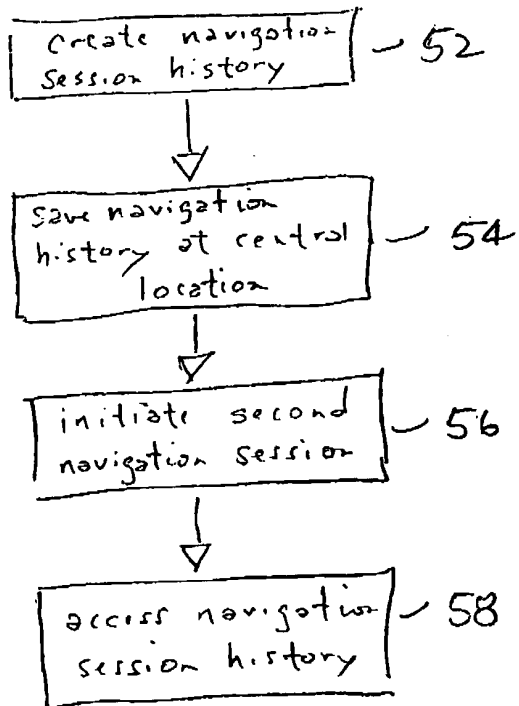 create navigation
session history
52
save navigation
history at central
location
54
initiate second
navigation session
56
access navigation
session history
58